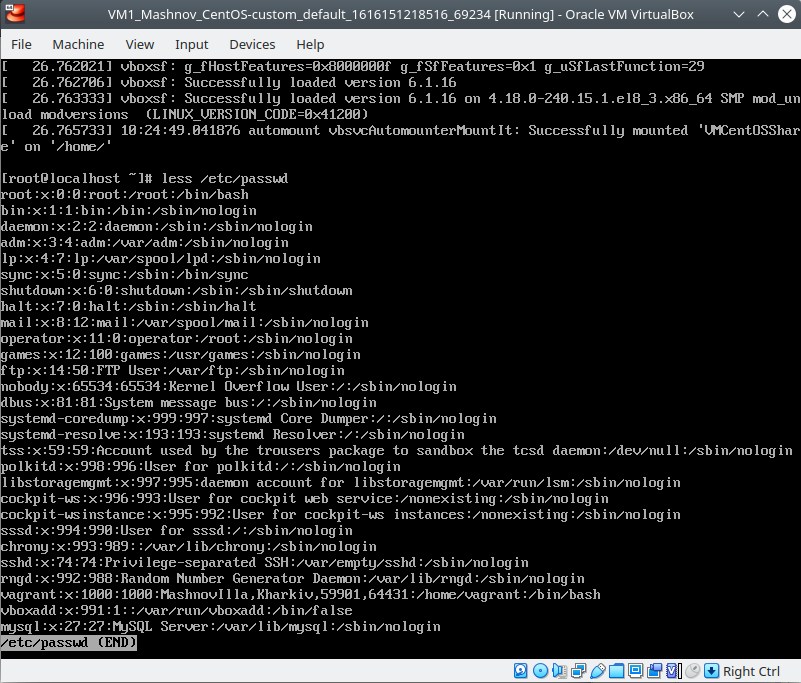 VM1_Mashnov_CentOS-custom_default_1616151218516_69234 [Running] - Oracle VM VirtualBox
File Machine View Input Devices Help
[   26.762021] vboxsf: g_fHostFeatures=0x8000000f g_fSfFeatures=0x1 g_uSfLastFunction=29
[   26.762706] vboxsf: Successfully loaded version 6.1.16
[   26.763333] vboxsf: Successfully loaded version 6.1.16 on 4.18.0-240.15.1.el8_3.x86_64 SMP mod_un
load modversions  (LINUX_VERSION_CODE=0x41200)
[   26.765733] 10:24:49.041876 automount vbsvcAutomounterMountIt: Successfully mounted 'VMCentOSShar
e' on '/home/'
[root@localhost ~]# less /etc/passwd
root:x:0:0:root:/root:/bin/bash
bin:x:1:1:bin:/bin:/sbin/nologin
daemon:x:2:2:daemon:/sbin:/sbin/nologin
adm:x:3:4:adm:/var/adm:/sbin/nologin
lp:x:4:7:lp:/var/spool/lpd:/sbin/nologin
sync:x:5:0:sync:/sbin:/bin/sync
shutdown:x:6:0:shutdown:/sbin:/sbin/shutdown
halt:x:7:0:halt:/sbin:/sbin/halt
mail:x:8:12:mail:/var/spool/mail:/sbin/nologin
operator:x:11:0:operator:/root:/sbin/nologin
games:x:12:100:games:/usr/games:/sbin/nologin
ftp:x:14:50:FTP User:/var/ftp:/sbin/nologin
nobody:x:65534:65534:Kernel Overflow User:/:/sbin/nologin
dbus:x:81:81:System message bus:/:/sbin/nologin
systemd-coredump:x:999:997:systemd Core Dumper:/:/sbin/nologin
systemd-resolve:x:193:193:systemd Resolver:/:/sbin/nologin
tss:x:59:59:Account used by the trousers package to sandbox the tcsd daemon:/dev/null:/sbin/nologin
polkitd:x:998:996:User for polkitd:/:/sbin/nologin
libstoragemgmt:x:997:995:daemon account for libstoragemgmt:/var/run/lsm:/sbin/nologin
cockpit-ws:x:996:993:User for cockpit web service:/nonexisting:/sbin/nologin
cockpit-wsinstance:x:995:992:User for cockpit-ws instances:/nonexisting:/sbin/nologin
sssd:x:994:990:User for sssd:/:/sbin/nologin
chrony:x:993:989::/var/lib/chrony:/sbin/nologin
sshd:x:74:74:Privilege-separated SSH:/var/empty/sshd:/sbin/nologin
rngd:x:992:988:Random Number Generator Daemon:/var/lib/rngd:/sbin/nologin
vagrant:x:1000:1000:MashnovIlla,Kharkiv,59901,64431:/home/vagrant:/bin/bash
vboxadd:x:991:1::/var/run/vboxadd:/bin/false
mysql:x:27:27:MySQL Server:/var/lib/mysql:/sbin/nologin
/etc/passwd (END)
Right Ctrl